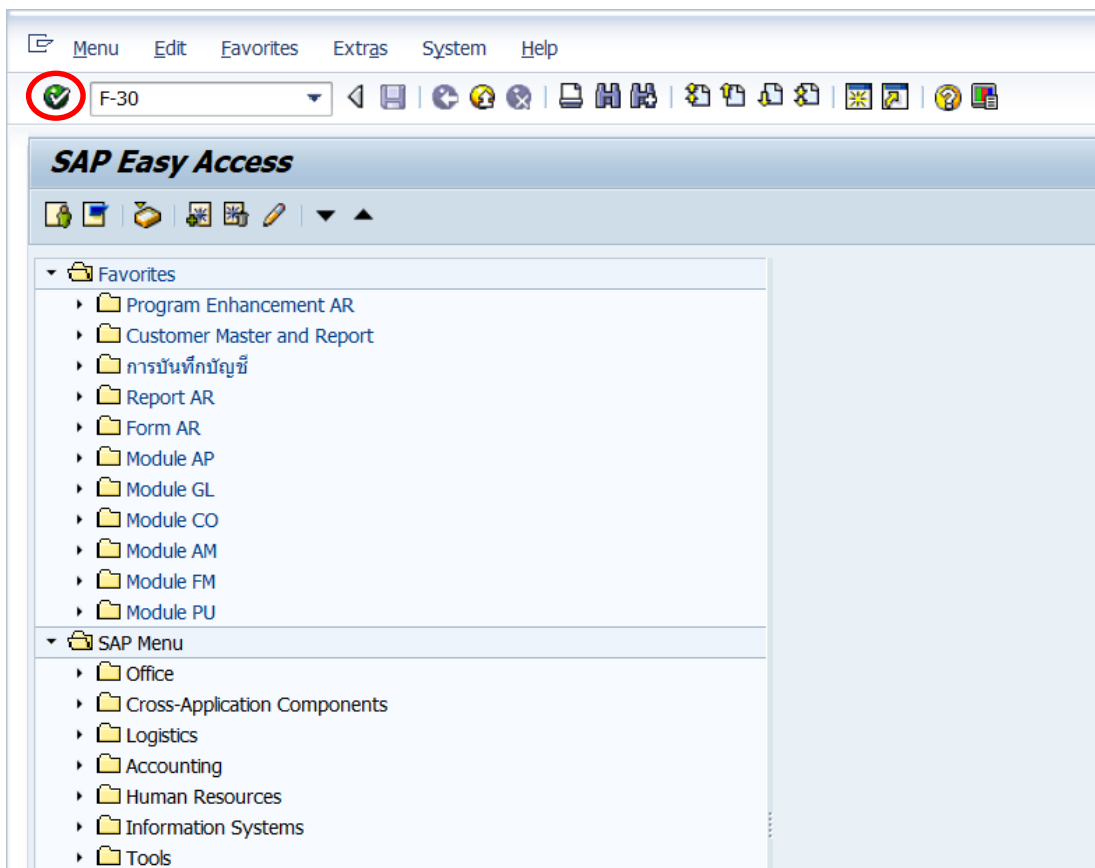 Menu Edit Favorites Extras System Help
F-30
SAP Easy Access
Favorites
Program Enhancement AR
Customer Master and Report
การบันทึกบัญชี
Report AR
Form AR
Module AP
Module GL
Module CO
Module AM
Module FM
Module PU
SAP Menu
Office
Cross-Application Components
Logistics
Accounting
Human Resources
Information Systems
Tools